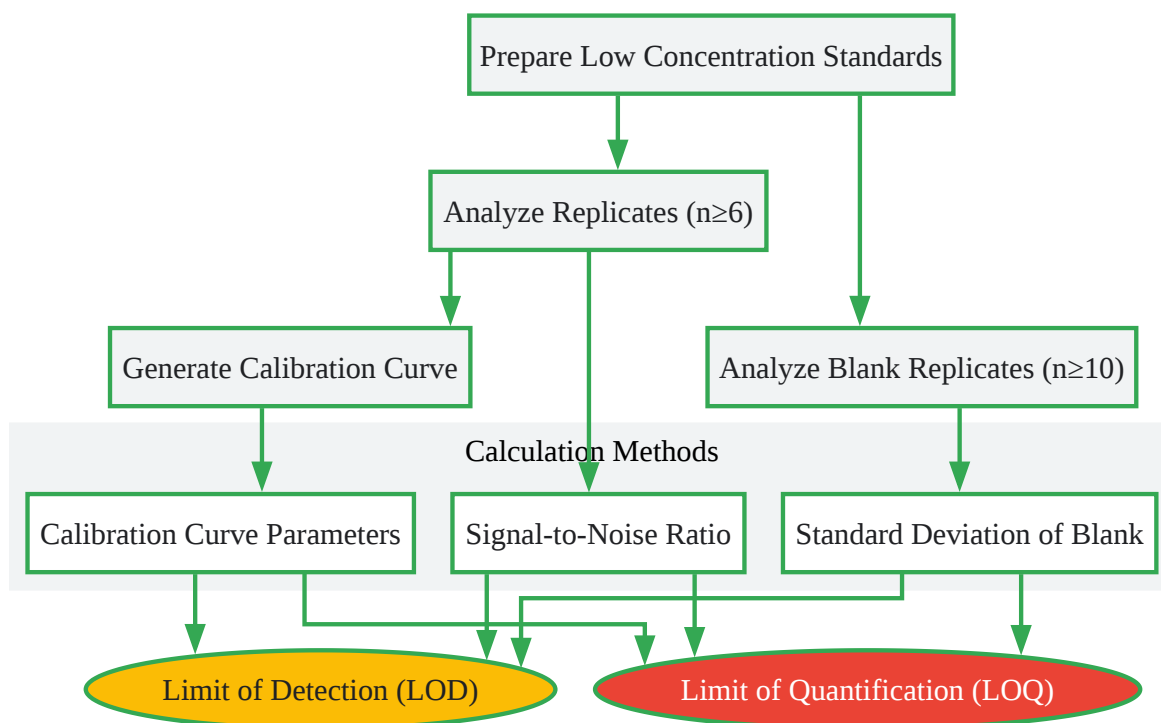 Prepare Low Concentration Standards
Analyze Replicates (n≥6)
Generate Calibration Curve
Analyze Blank Replicates (n≥10)
Calculation Methods
Calibration Curve Parameters
Signal-to-Noise Ratio
Standard Deviation of Blank
Limit of Detection (LOD)
Limit of Quantification (LOQ)